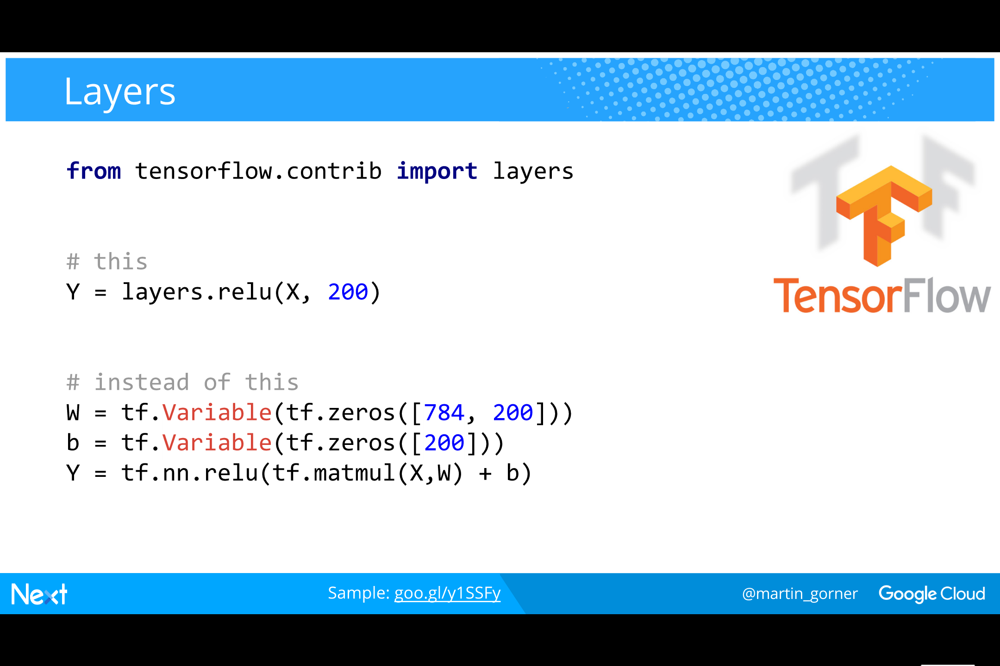 Layers
from tensorflow.contrib import layers
# this
Y = layers.relu(X, 200)
# instead of this
W = tf.Variable(tf.zeros([784, 200]))
b = tf.Variable(tf.zeros([200]))
Y = tf.nn.relu(tf.matmul(X,W) + b)
TensorFlow
Next
Sample: goo.gl/y1SSFy
@martin_gorner
Google Cloud